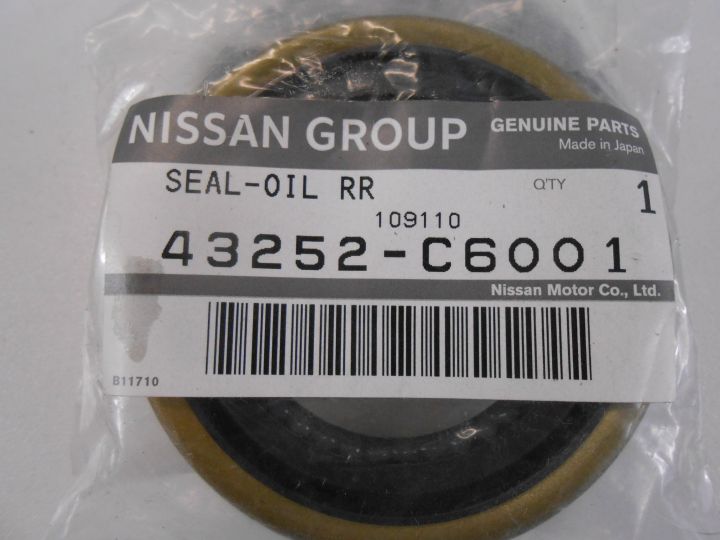 NISSAN GROUP
GENUINE PARTS
Made in Japan
SEAL-OIL RR
Q'TY 1
109110
43252-C6001
Nissan Motor Co., Ltd.
B11710